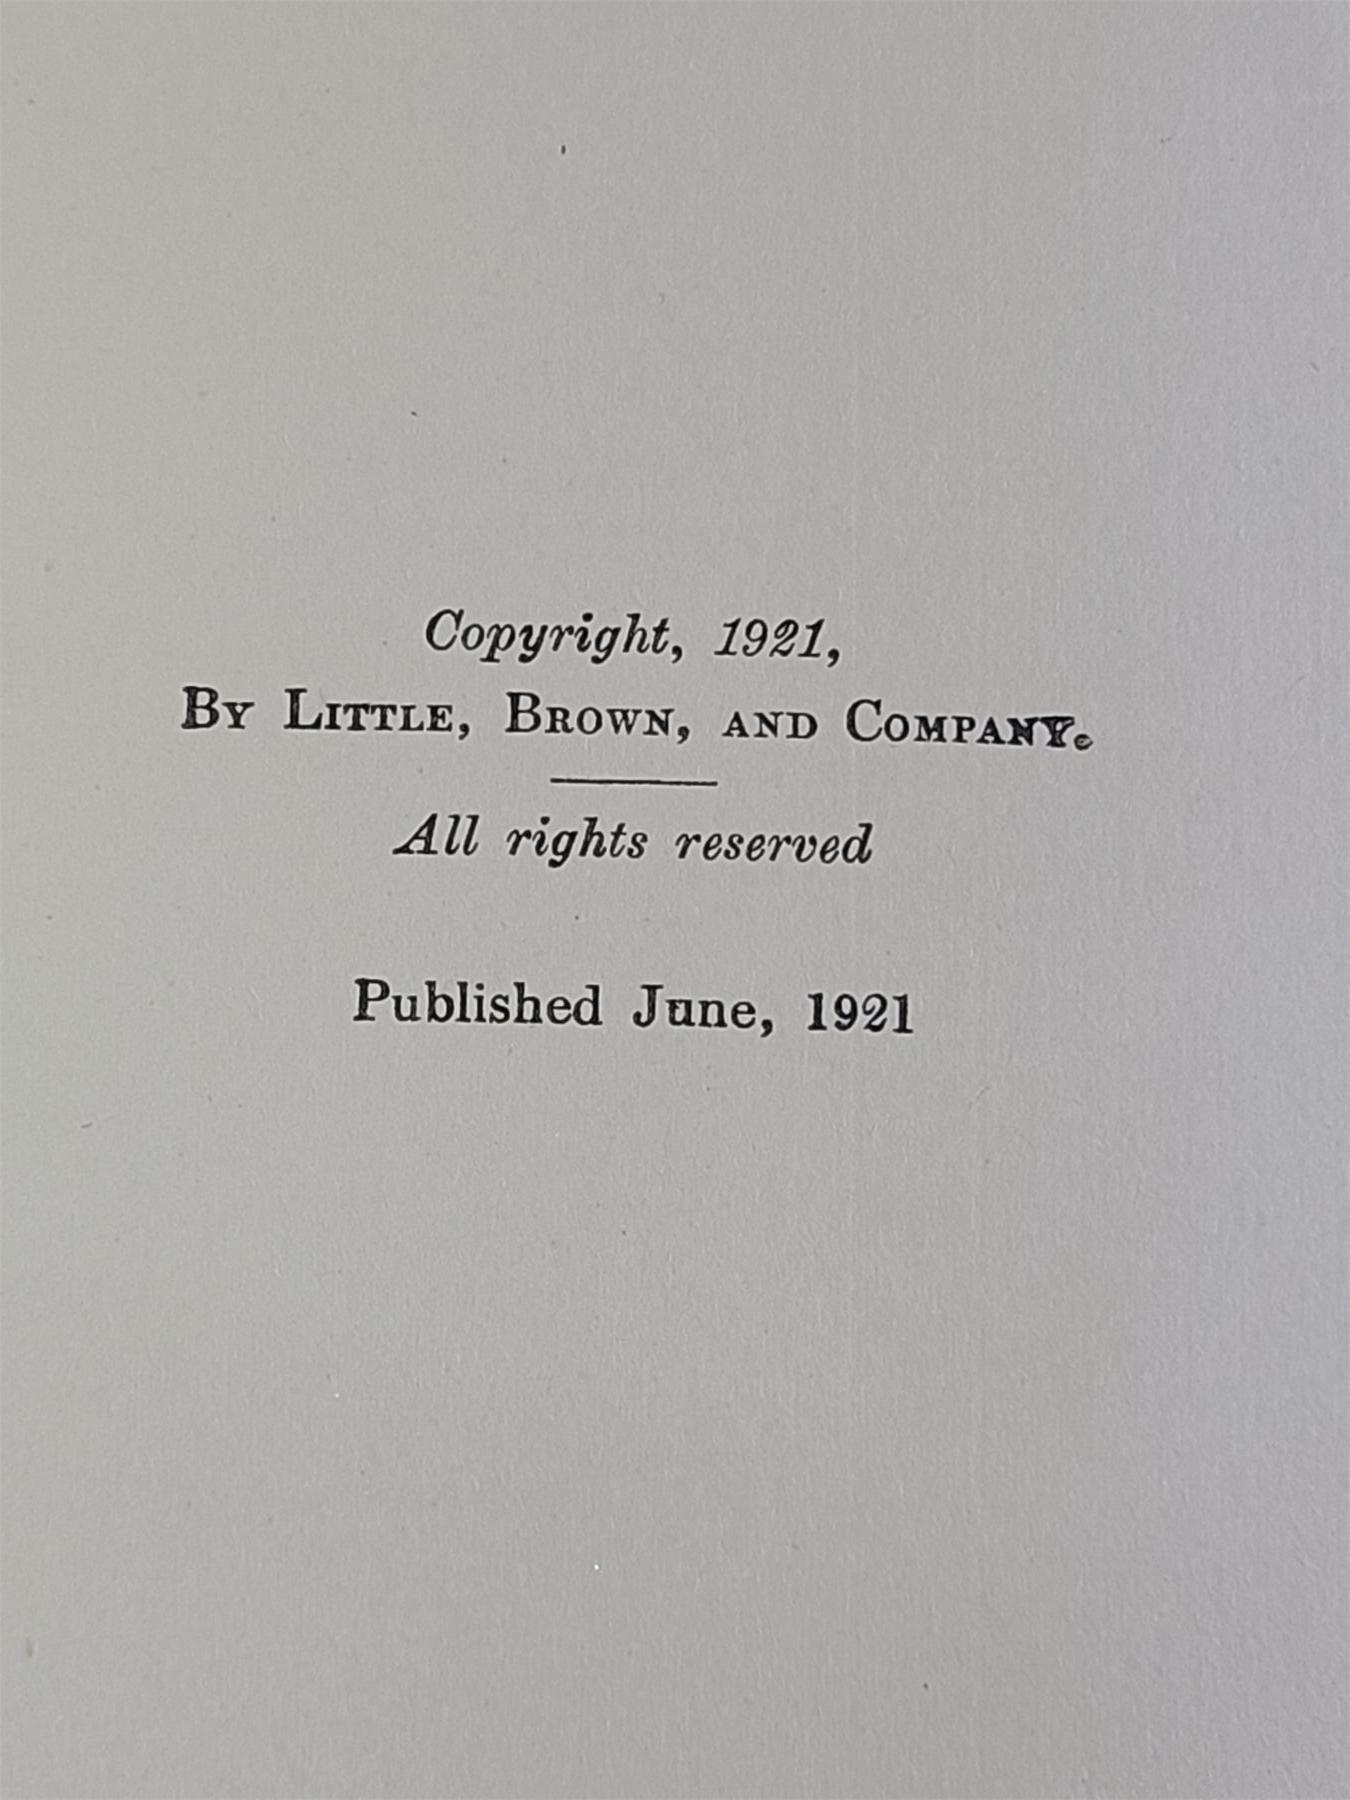 Copyright, 1921,
By Little, Brown, and Company.
All rights reserved
Published June, 1921